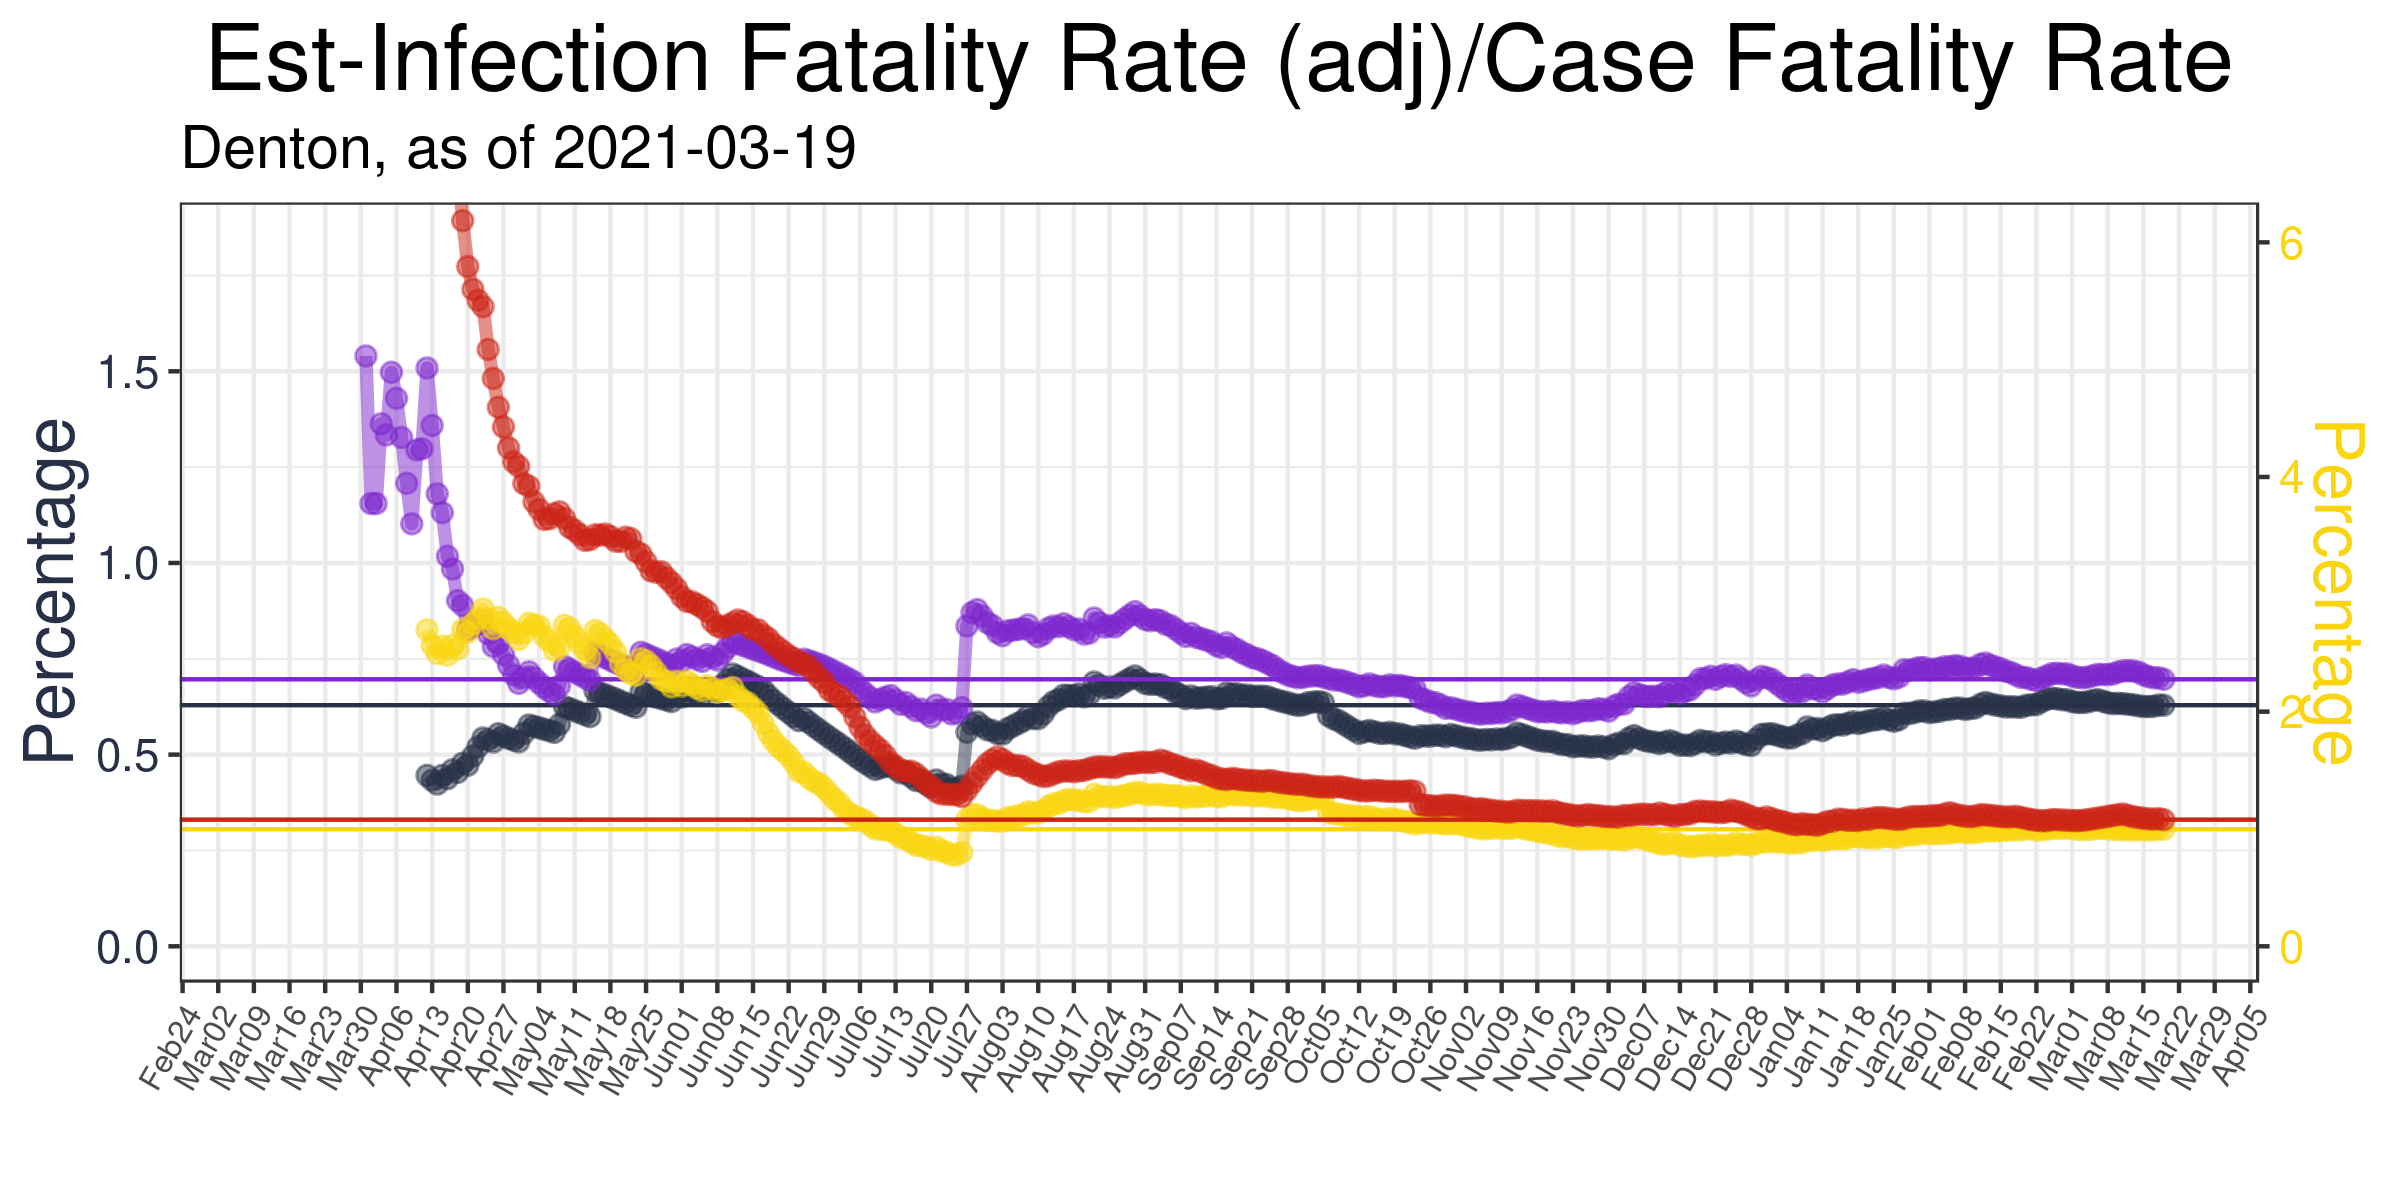 Est-Infection Fatality Rate (adj)/Case Fatality Rate
Denton, as of 2021-03-19
Percentage
1.5
1.0
0.5
0.0
6
4
2
0
Percentage
Feb24
Mar02
Mar09
Mar16
Mar23
Mar30
Apr06
Apr13
Apr20
Apr27
May04
May11
May18
May25
Jun01
Jun08
Jun15
Jun22
Jun29
Jul06
Jul13
Jul20
Jul27
Aug03
Aug10
Aug17
Aug24
Aug31
Sep07
Sep14
Sep21
Sep28
Oct05
Oct12
Oct19
Oct26
Nov02
Nov09
Nov16
Nov23
Nov30
Dec07
Dec14
Dec21
Dec28
Jan04
Jan11
Jan18
Jan25
Feb01
Feb08
Feb15
Feb22
Mar01
Mar08
Mar15
Mar22
Mar29
Apr05